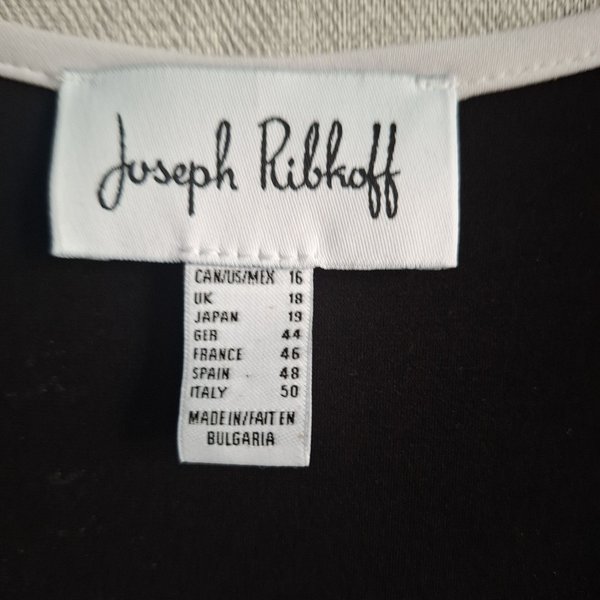 Joseph Ribkoff
CAN/US/MEX 16
UK 18
JAPAN 19
GER 44
FRANCE 46
SPAIN 48
ITALY 50
MADE IN/FAIT EN
BULGARIA